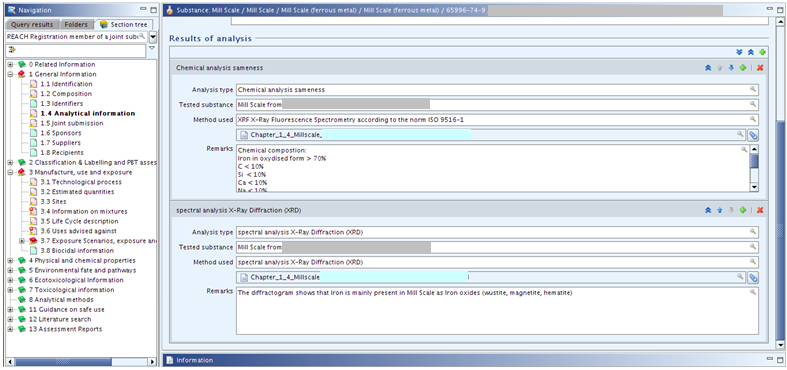 Navigation
Query results
Folders
Section tree
REACH Registration member of a joint subi
0 Related Information
1 General Information
1.1 Identification
1.2 Composition
1.3 Identifiers
1.4 Analytical information
1.5 Joint submission
1.6 Sponsors
1.7 Suppliers
1.8 Recipients
2 Classification & Labelling and PBT asses
3 Manufacture, use and exposure
3.1 Technological process
3.2 Estimated quantities
3.3 Sites
3.4 Information on mixtures
3.5 Life Cycle description
3.6 Uses advised against
3.7 Exposure Scenarios, exposure an
3.8 Biocidal information
4 Physical and chemical properties
5 Environmental fate and pathways
6 Ecotoxicological Information
7 Toxicological information
8 Analytical methods
11 Guidance on safe use
12 Literature search
13 Assessment Reports
Substance: Mill Scale / Mill Scale / Mill Scale (ferrous metal) / Mill Scale (ferrous metal) / 65996-74-9
Results of analysis
Chemical analysis sameness
Analysis type Chemical analysis sameness
Tested substance Mill Scale from
Method used XRF X-Ray Fluorescence Spectrometry according to the norm ISO 9516-1
Chapter_1_4_Millscale_
Remarks Chemical compostion:
Iron in oxydised form > 70%
C < 10%
Si < 10%
Ca < 10%
Na < 10%
spectral analysis X-Ray Diffraction (XRD)
Analysis type spectral analysis X-Ray Diffraction (XRD)
Tested substance Mill Scale from
Method used spectral analysis X-Ray Diffraction (XRD)
Chapter_1_4_Millscale
Remarks The diffractogram shows that Iron is mainly present in Mill Scale as Iron oxides (wustite, magnetite, hematite)
Information